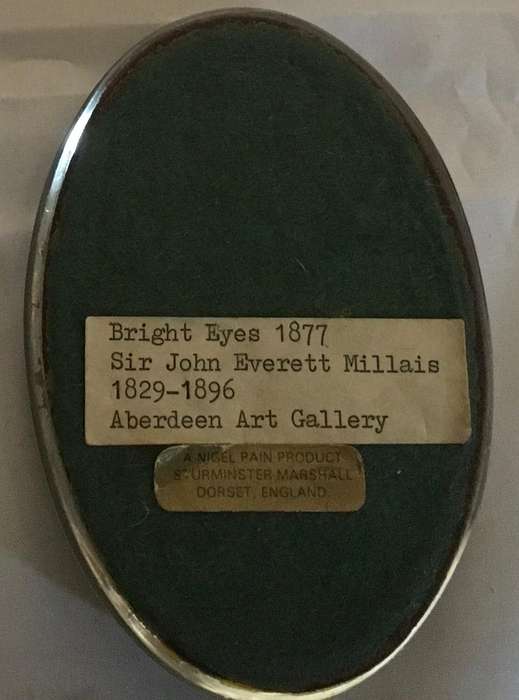 Bright Eyes 1877
Sir John Everett Millais
1829-1896
Aberdeen Art Gallery
A NIGEL PAIN PRODUCT
STURMINSTER MARSHALL
DORSET, ENGLAND.